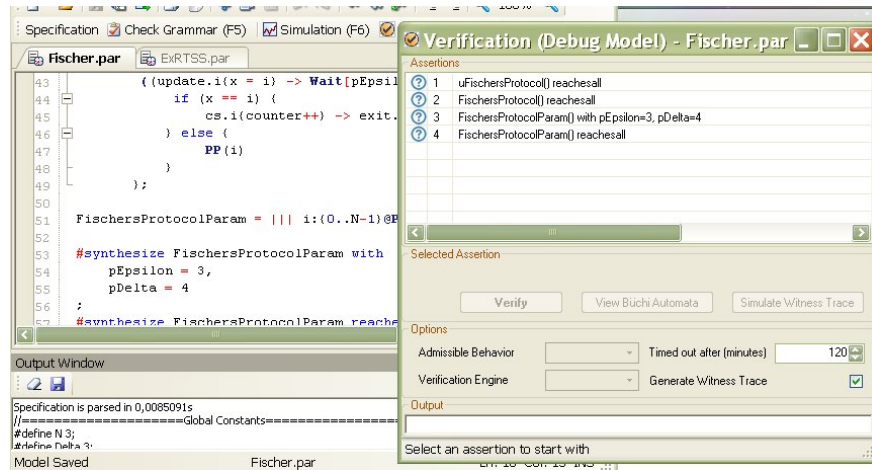 Specification Check Grammar (F5) Simulation (F6)
Fischer.par ExRTSS.par
43 ((update.i{x = i} -> Wait[pEpsil
44 if (x == i) {
45 cs.i{counter++} -> exit.
46 } else {
47 PP(i)
48 }
49 );
50
51 FischersProtocolParam = ||| i:{0..N-1}@P
52
53 #synthesize FischersProtocolParam with
54 pEpsilon = 3,
55 pDelta = 4
56 ;
57 #synthesize FischersProtocolParam reache
Output Window
Specification is parsed in 0,0085091s
//=====================Global Constants==================
#define N 3;
#define Delta 3;
Model Saved Fischer.par
Verification (Debug Model) - Fischer.par
Assertions
1 uFischersProtocol() reachesall
2 FischersProtocol() reachesall
3 FischersProtocolParam() with pEpsilon=3, pDelta=4
4 FischersProtocolParam() reachesall
Selected Assertion
Verify View Büchi Automata Simulate Witness Trace
Options
Admissible Behavior Timed out after (minutes) 120
Verification Engine Generate Witness Trace
Output
Select an assertion to start with